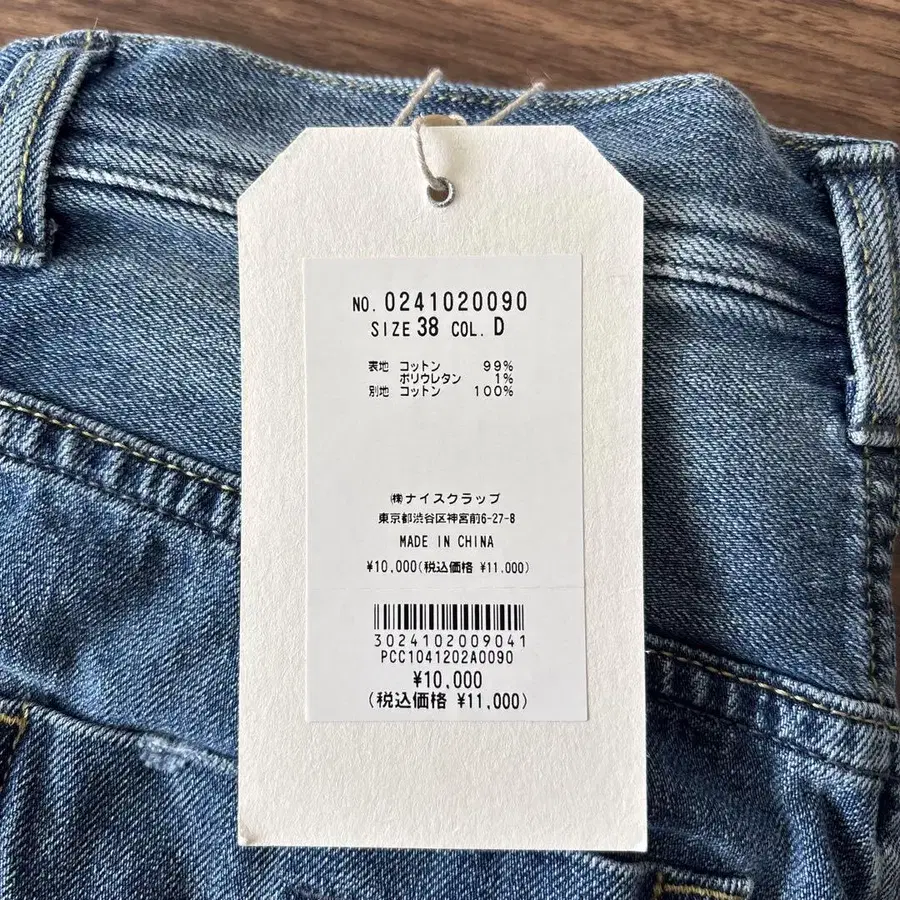 NO. 0241020090
SIZE 38 COL. D
表地 コットン 99%
ポリウレタン 1%
別地 コットン 100%
㈱ナイスクラップ
東京都渋谷区神宮前6-27-8
MADE IN CHINA
¥10,000(税込価格 ¥11,000)
3024102009041
PCC1041202A0090
¥10,000
(税込価格 ¥11,000)